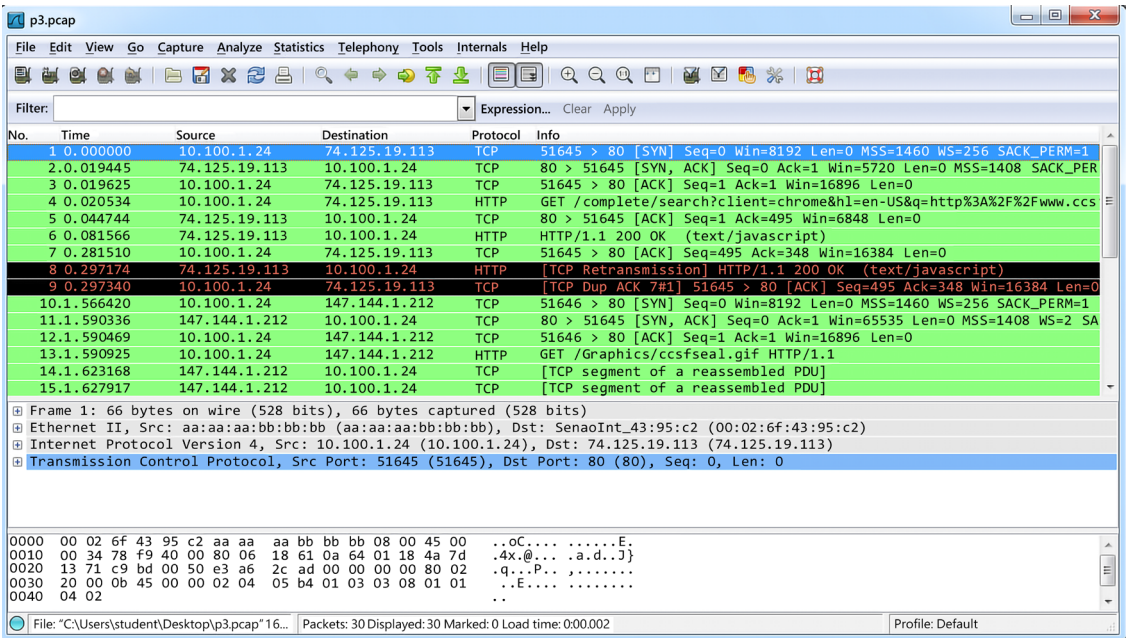 p3.pcap
File Edit View Go Capture Analyze Statistics Telephony Tools Internals Help
Filter: Expression... Clear Apply
No. Time Source Destination Protocol Info
1 0.000000 10.100.1.24 74.125.19.113 TCP 51645 > 80 [SYN] Seq=0 Win=8192 Len=0 MSS=1460 WS=256 SACK_PERM=1
2.0.019445 74.125.19.113 10.100.1.24 TCP 80 > 51645 [SYN, ACK] Seq=0 Ack=1 Win=5720 Len=0 MSS=1408 SACK_PER
3 0.019625 10.100.1.24 74.125.19.113 TCP 51645 > 80 [ACK] Seq=1 Ack=1 Win=16896 Len=0
4 0.020534 10.100.1.24 74.125.19.113 HTTP GET /complete/search?client=chrome&hl=en-US&q=http%3A%2F%2Fwww.ccs
5 0.044744 74.125.19.113 10.100.1.24 TCP 80 > 51645 [ACK] Seq=1 Ack=495 Win=6848 Len=0
6 0.081566 74.125.19.113 10.100.1.24 HTTP HTTP/1.1 200 OK (text/javascript)
7 0.281510 10.100.1.24 74.125.19.113 TCP 51645 > 80 [ACK] Seq=495 Ack=348 Win=16384 Len=0
8 0.297174 74.125.19.113 10.100.1.24 HTTP [TCP Retransmission] HTTP/1.1 200 OK (text/javascript)
9 0.297340 10.100.1.24 74.125.19.113 TCP [TCP Dup ACK 7#1] 51645 > 80 [ACK] Seq=495 Ack=348 Win=16384 Len=0
10.1.566420 10.100.1.24 147.144.1.212 TCP 51646 > 80 [SYN] Seq=0 Win=8192 Len=0 MSS=1460 WS=256 SACK_PERM=1
11.1.590336 147.144.1.212 10.100.1.24 TCP 80 > 51645 [SYN, ACK] Seq=0 Ack=1 Win=65535 Len=0 MSS=1408 WS=2 SA
12.1.590469 10.100.1.24 147.144.1.212 TCP 51646 > 80 [ACK] Seq=1 Ack=1 Win=16896 Len=0
13.1.590925 10.100.1.24 147.144.1.212 HTTP GET /Graphics/ccsfseal.gif HTTP/1.1
14.1.623168 147.144.1.212 10.100.1.24 TCP [TCP segment of a reassembled PDU]
15.1.627917 147.144.1.212 10.100.1.24 TCP [TCP segment of a reassembled PDU]
Frame 1: 66 bytes on wire (528 bits), 66 bytes captured (528 bits)
Ethernet II, Src: aa:aa:aa:bb:bb:bb (aa:aa:aa:bb:bb:bb), Dst: SenaoInt_43:95:c2 (00:02:6f:43:95:c2)
Internet Protocol Version 4, Src: 10.100.1.24 (10.100.1.24), Dst: 74.125.19.113 (74.125.19.113)
Transmission Control Protocol, Src Port: 51645 (51645), Dst Port: 80 (80), Seq: 0, Len: 0
0000 00 02 6f 43 95 c2 aa aa aa bb bb bb 08 00 45 00 ..oC.... ......E.
0010 00 34 78 f9 40 00 80 06 18 61 0a 64 01 18 4a 7d .4x.@... .a.d..J}
0020 13 71 c9 bd 00 50 e3 a6 2c ad 00 00 00 00 80 02 .q...P.. ,.......
0030 20 00 0b 45 00 00 02 04 05 b4 01 03 03 08 01 01 ..E.... ........
0040 04 02 ..
File: “C:\Users\student\Desktop\p3.pcap” 16... Packets: 30 Displayed: 30 Marked: 0 Load time: 0:00.002 Profile: Default